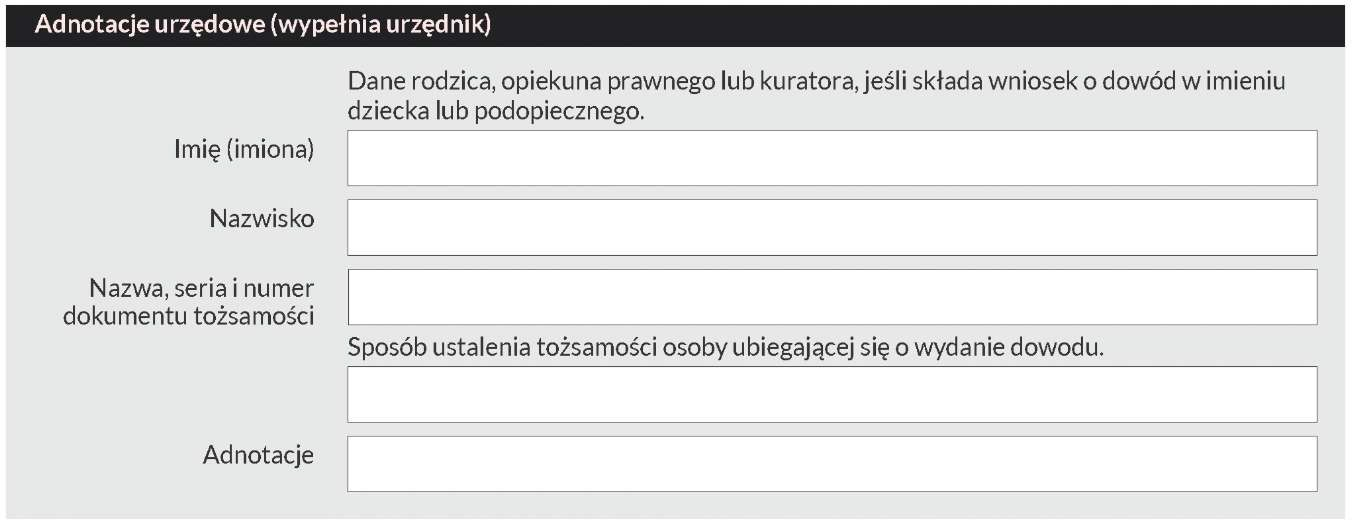 Adnotacje urzędowe (wypełnia urzędnik)
Dane rodzica, opiekuna prawnego lub kuratora, jeśli składa wniosek o dowód w imieniu
dziecka lub podopiecznego.
Imię (imiona)
Nazwisko
Nazwa, seria i numer
dokumentu tożsamości
Sposób ustalenia tożsamości osoby ubiegającej się o wydanie dowodu.
Adnotacje